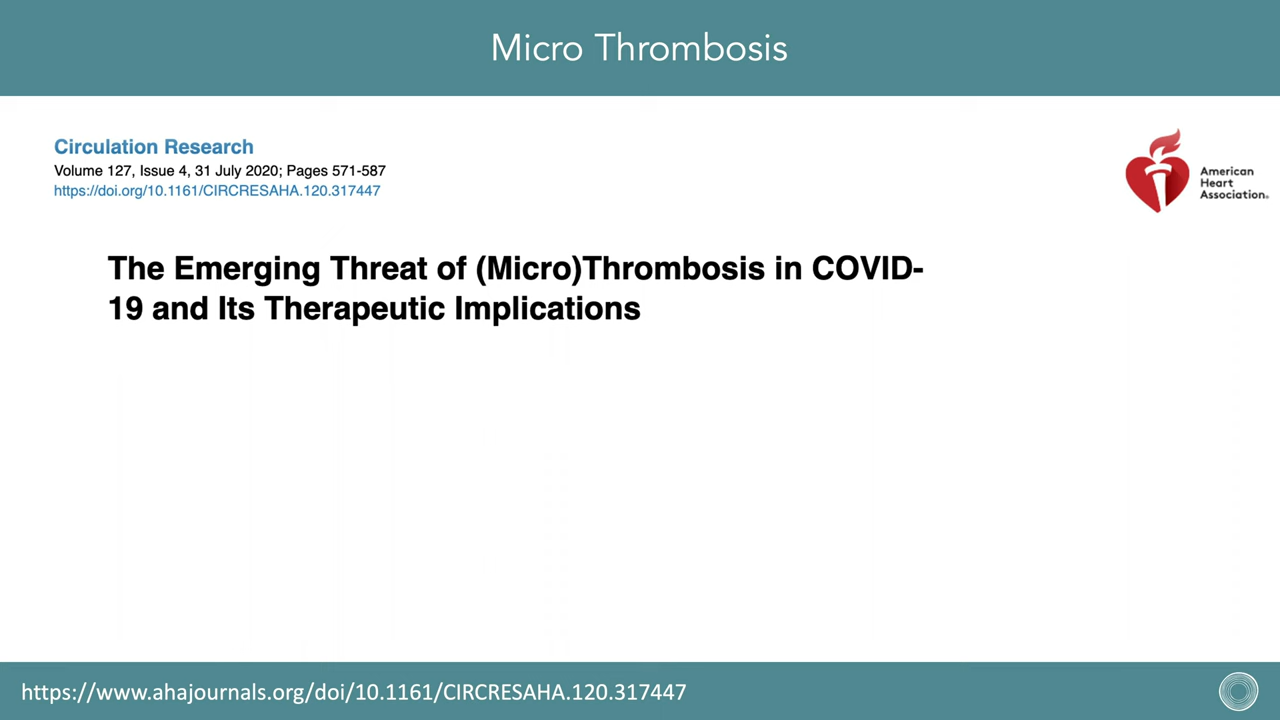 Micro Thrombosis
Circulation Research
Volume 127, Issue 4, 31 July 2020; Pages 571-587
https://doi.org/10.1161/CIRCRESAHA.120.317447
American
Heart
Association®
The Emerging Threat of (Micro)Thrombosis in COVID-
19 and Its Therapeutic Implications
https://www.ahajournals.org/doi/10.1161/CIRCRESAHA.120.317447